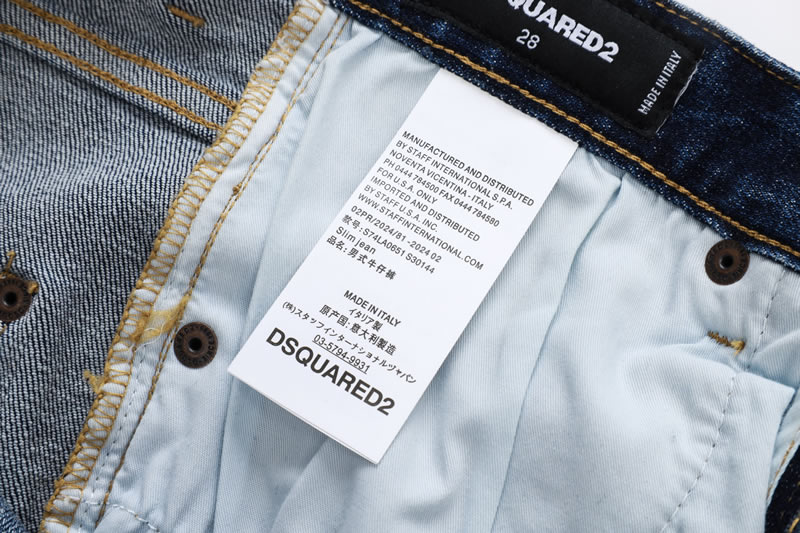 SQUARED2
28
MADE IN ITALY
MANUFACTURED AND DISTRIBUTED
BY STAFF INTERNATIONAL S.P.A.
NOVENTA VICENTINA - ITALY
PH 0444 784500 FAX 0444 784580
FOR U.S.A. ONLY
IMPORTED AND DISTRIBUTED
BY STAFF U.S.A. INC.
WWW.STAFFINTERNATIONAL.COM
02PR/2024/81 - 2024 02
款号: S74LA0651 S30144
Slim jean
品名: 男式牛仔裤
MADE IN ITALY
イタリア製
原产国: 意大利製造
(株)スタッフインターナショナルジャパン
03-5794-9931
DSQUARED2